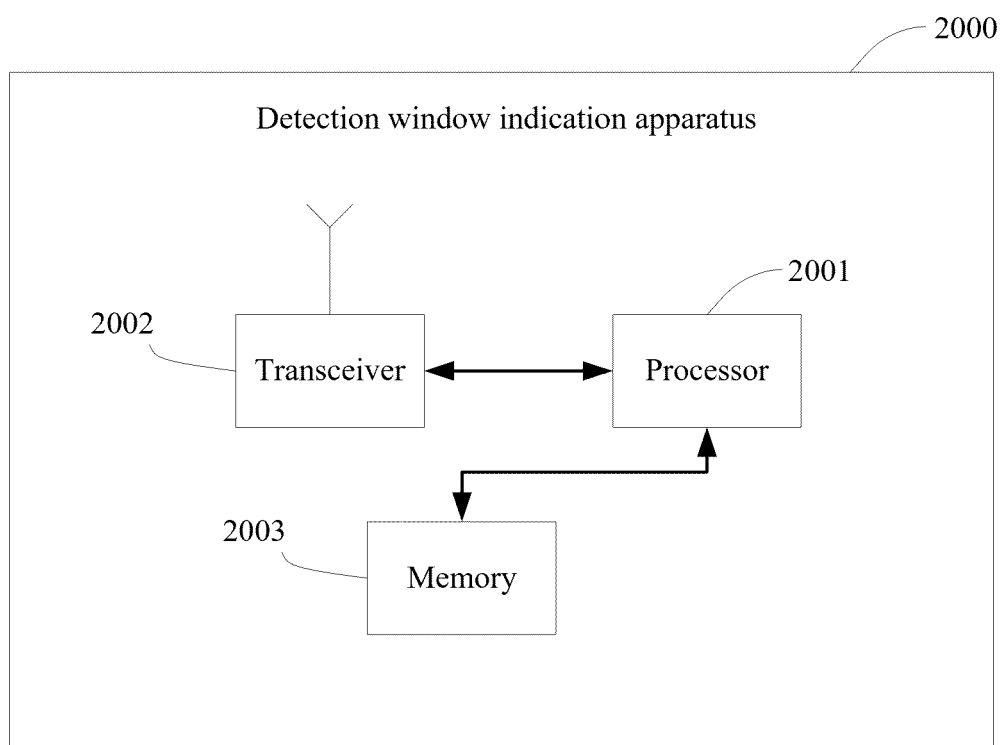 2000
Detection window indication apparatus
2001
2002
Transceiver
Processor
2003
Memory